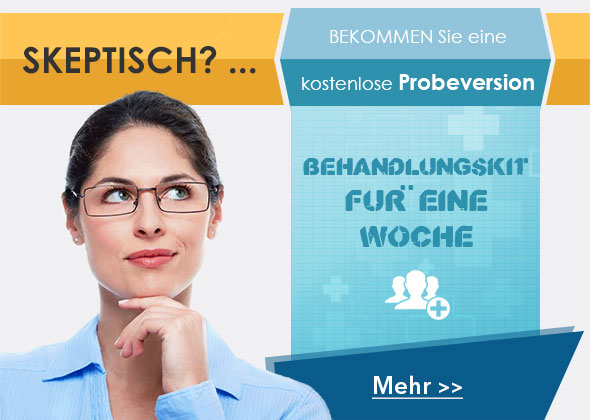 SKEPTISCH? ...
BEKOMMEN Sie eine
kostenlose Probeversion
BEHANDLUNGSKIT
FUR¨ EINE
WOCHE
Mehr >>